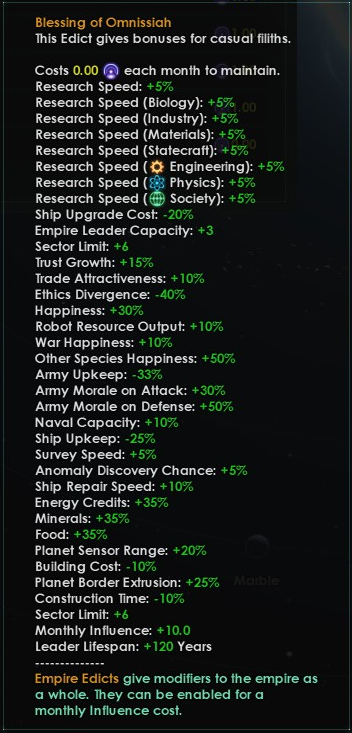 Blessing of Omnissiah
This Edict gives bonuses for casual filiths.
Costs 0.00 each month to maintain.
Research Speed: +5%
Research Speed (Biology): +5%
Research Speed (Industry): +5%
Research Speed (Materials): +5%
Research Speed (Statecraft): +5%
Research Speed ( Engineering): +5%
Research Speed ( Physics): +5%
Research Speed ( Society): +5%
Ship Upgrade Cost: -20%
Empire Leader Capacity: +3
Sector Limit: +6
Trust Growth: +15%
Trade Attractiveness: +10%
Ethics Divergence: -40%
Happiness: +30%
Robot Resource Output: +10%
War Happiness: +10%
Other Species Happiness: +50%
Army Upkeep: -33%
Army Morale on Attack: +30%
Army Morale on Defense: +50%
Naval Capacity: +10%
Ship Upkeep: -25%
Survey Speed: +5%
Anomaly Discovery Chance: +5%
Ship Repair Speed: +10%
Energy Credits: +35%
Minerals: +35%
Food: +35%
Planet Sensor Range: +20%
Building Cost: -10%
Planet Border Extrusion: +25%
Marble
Construction Time: -10%
Sector Limit: +6
Monthly Influence: +10.0
Leader Lifespan: +120 Years
--------------
Empire Edicts give modifiers to the empire as
a whole. They can be enabled for a
monthly Influence cost.